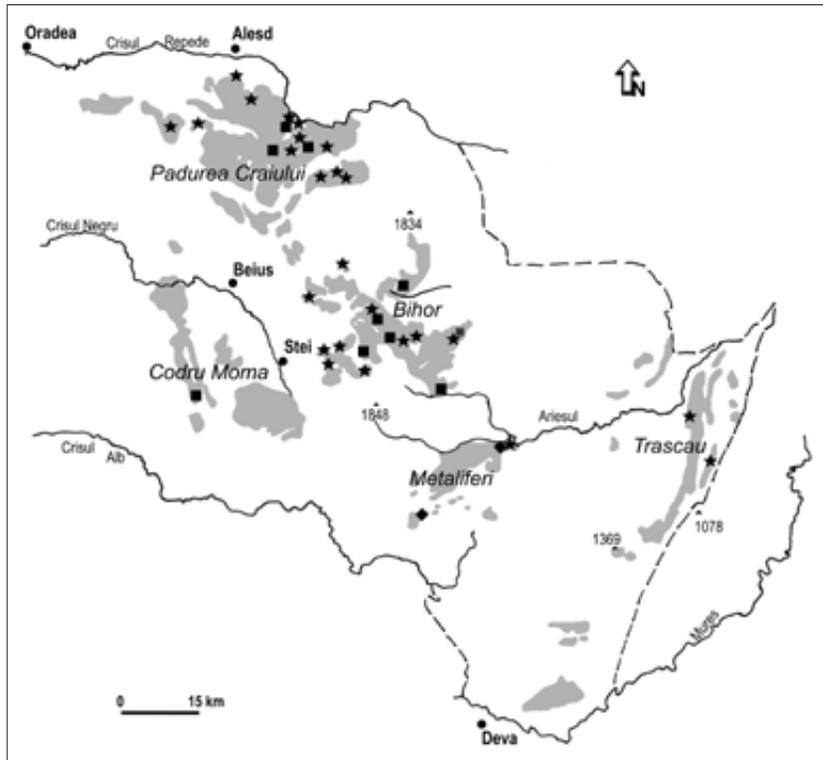 Oradea
Alesd
Crisul Repede
N
Padurea Craiului
1834
Crisul Negru
Beius
Bihor
Stei
Codru Moma
1848
Ariesul
Crisul
Alb
Trascau
Metaliferi
1078
1369
Mures
0 15 km
Deva